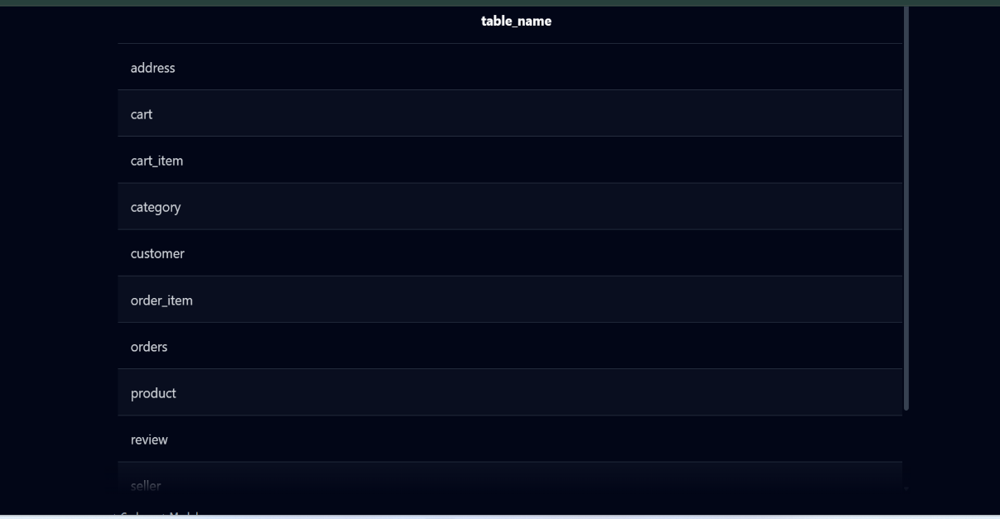 table_name
address
cart
cart_item
category
customer
order_item
orders
product
review
seller